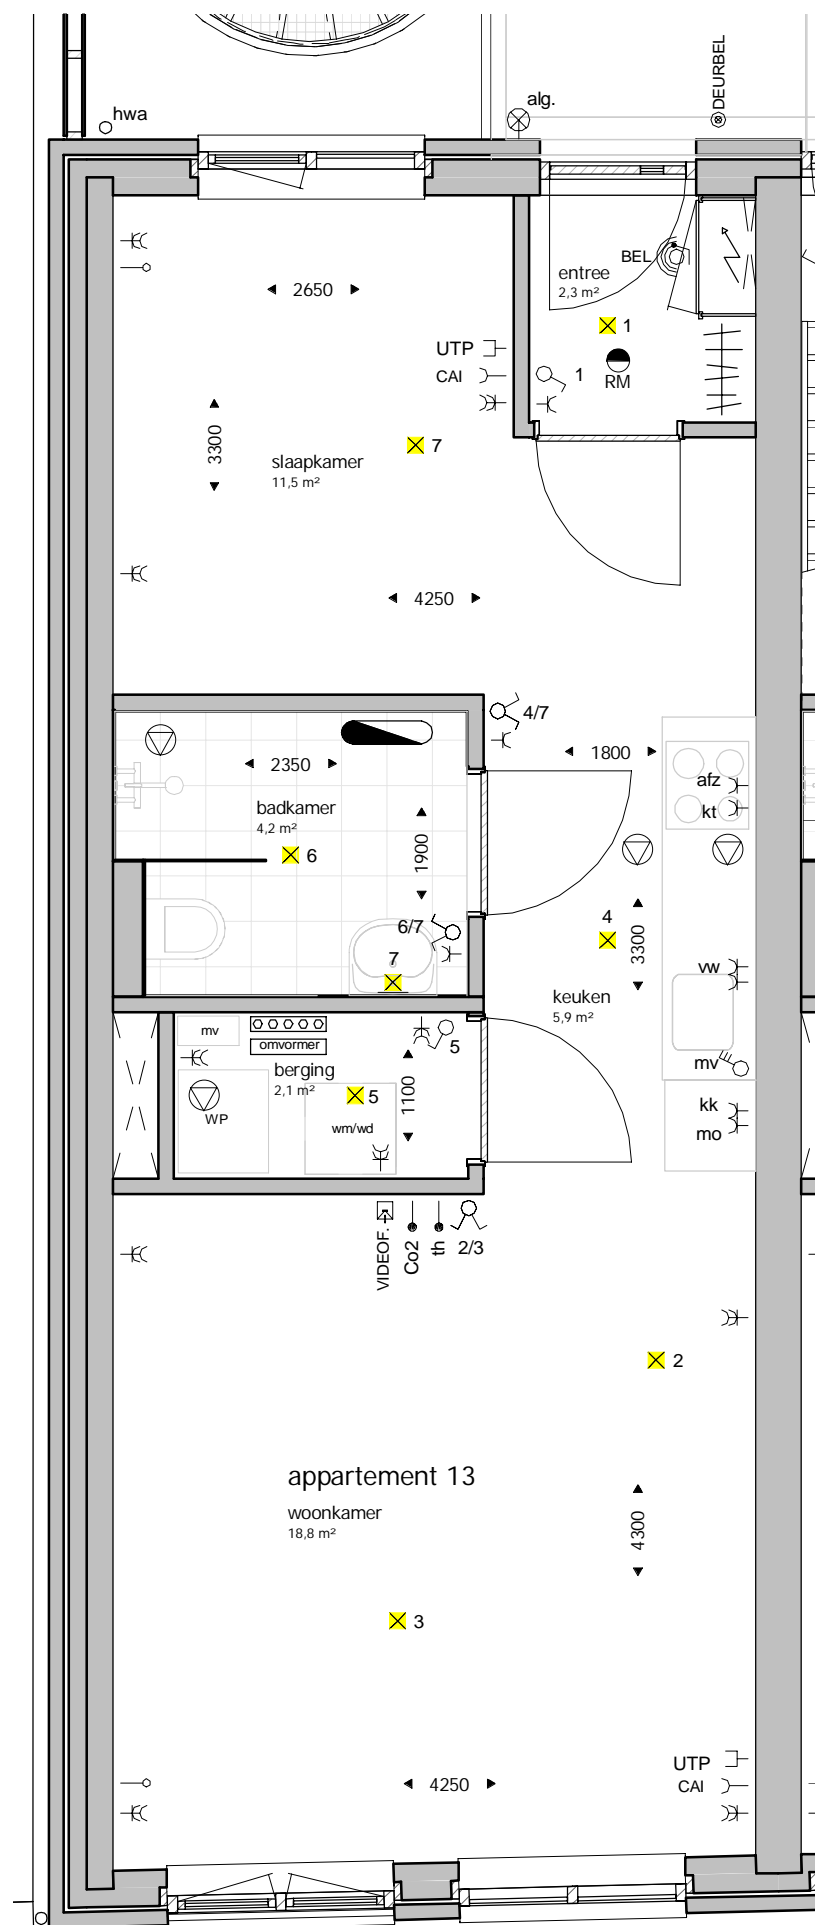 hwa
alg.
DEURBEL
BEL
entree
2,3 m²
2650
1
UTP
CAI
1
RM
3300
7
slaapkamer
11,5 m²
4250
4/7
1800
2350
afz
kt
badkamer
4,2 m²
1900
6
6/7
4
3300
7
vw
keuken
5,9 m²
mv
omvormer
5
berging
2,1 m²
mv
1100
5
WP
wm/wd
kk
mo
VIDEOF.
Co2
th
2/3
2
appartement 13
woonkamer
18,8 m²
4300
3
UTP
CAI
4250